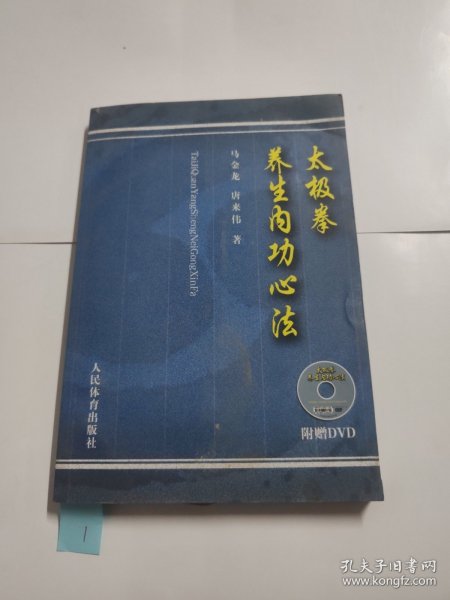 太极拳
养生内功心法
马金龙 唐来伟 著
TaiJiQuanYangShengNeiGongXinFa
人民体育出版社
附赠DVD
1
孔夫子旧书网
www.kongfz.com